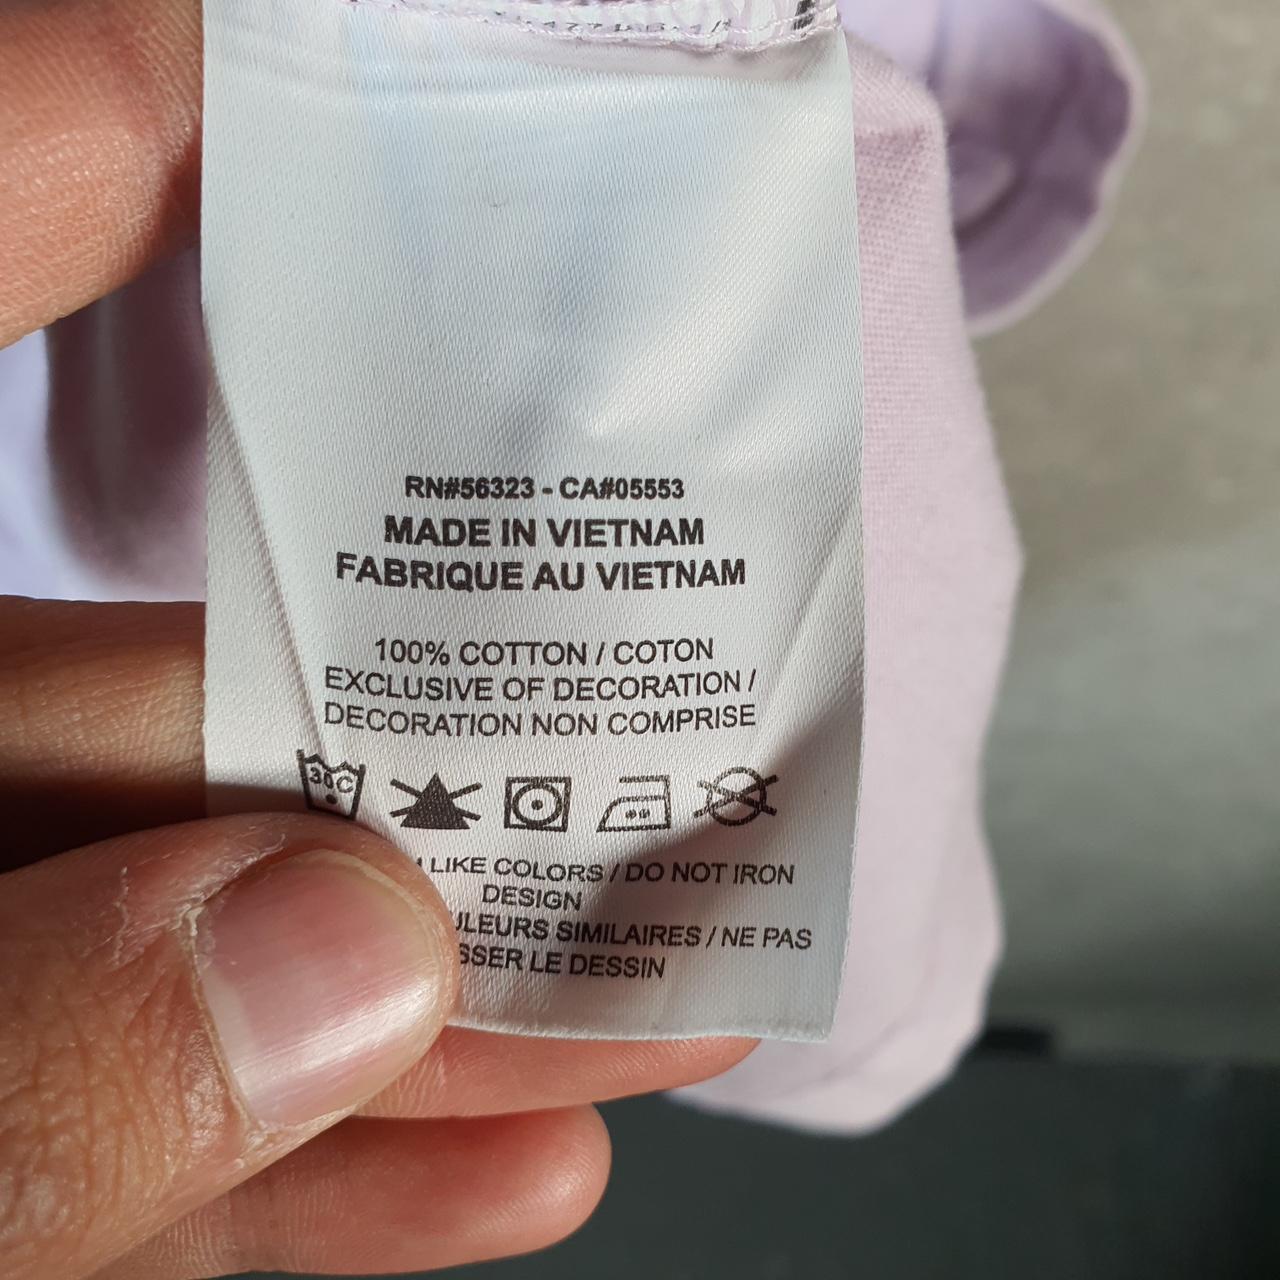 RN#56323 - CA#05553
MADE IN VIETNAM
FABRIQUE AU VIETNAM
100% COTTON / COTON
EXCLUSIVE OF DECORATION /
DECORATION NON COMPRISE
30C
LIKE COLORS / DO NOT IRON
DESIGN
SIMILAIRES / NE PAS
LE DESSIN